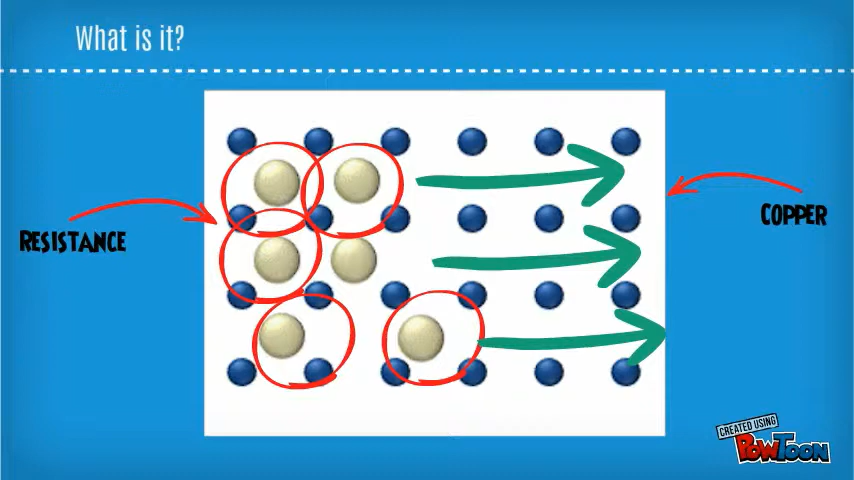 What is it?
RESISTANCE
COPPER
CREATED USING
POWTOON